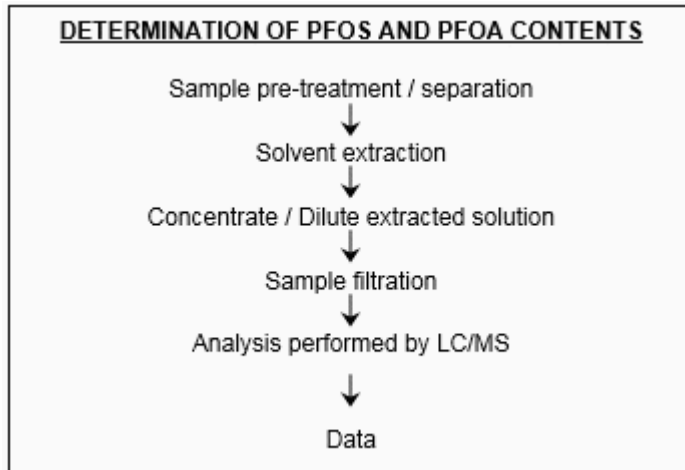 DETERMINATION OF PFOS AND PFOA CONTENTS
Sample pre-treatment / separation
Solvent extraction
Concentrate / Dilute extracted solution
Sample filtration
Analysis performed by LC/MS
Data